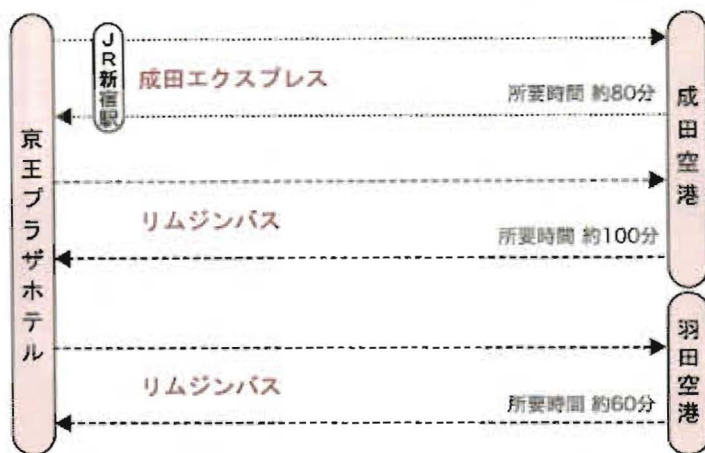 京王プラザホテル
JR新宿駅
成田エクスプレス
所要時間 約80分
成田空港
リムジンバス
所要時間 約100分
リムジンバス
所要時間 約60分
羽田空港